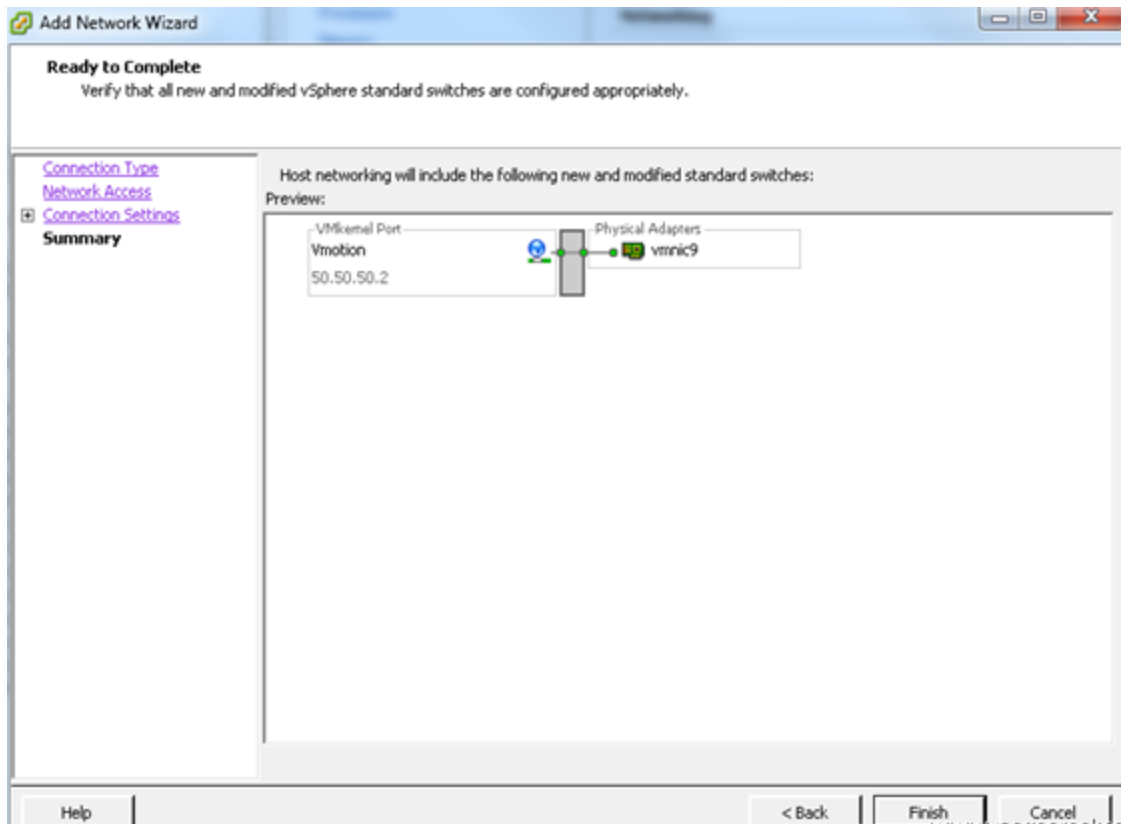 Add Network Wizard
Ready to Complete
Verify that all new and modified vSphere standard switches are configured appropriately.
Connection Type
Network Access
Connection Settings
Summary
Host networking will include the following new and modified standard switches:
Preview:
VMkernel Port
Vmotion
50.50.50.2
Physical Adapters
vmnic9
Help
< Back
Finish
Cancel